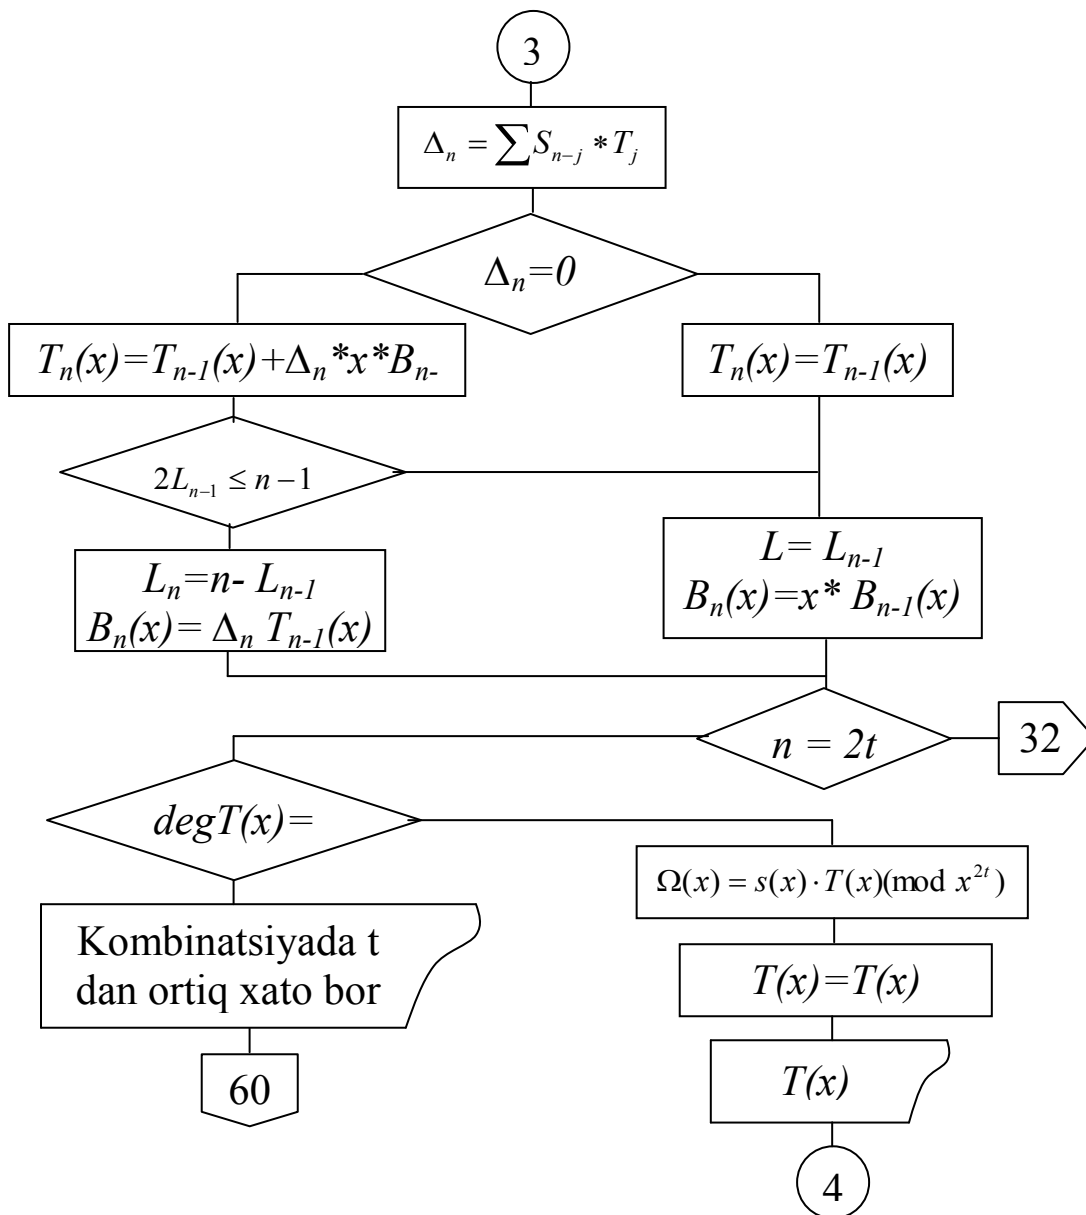 3
Δₙ = ∑ Sₙ₋ⱼ * Tⱼ
Δₙ=0
Tₙ(x)=Tₙ₋₁(x)+Δₙ*x*Bₙ₋
Tₙ(x)=Tₙ₋₁(x)
2Lₙ₋₁ ≤ n−1
Lₙ=n- Lₙ₋₁
Bₙ(x)= Δₙ Tₙ₋₁(x)
L= Lₙ₋₁
Bₙ(x)=x* Bₙ₋₁(x)
n = 2t
32
degT(x)=
Ω(x) = s(x)·T(x)(mod x²ᵗ)
Kombinatsiyada t
dan ortiq xato bor
T(x)=T(x)
60
T(x)
4